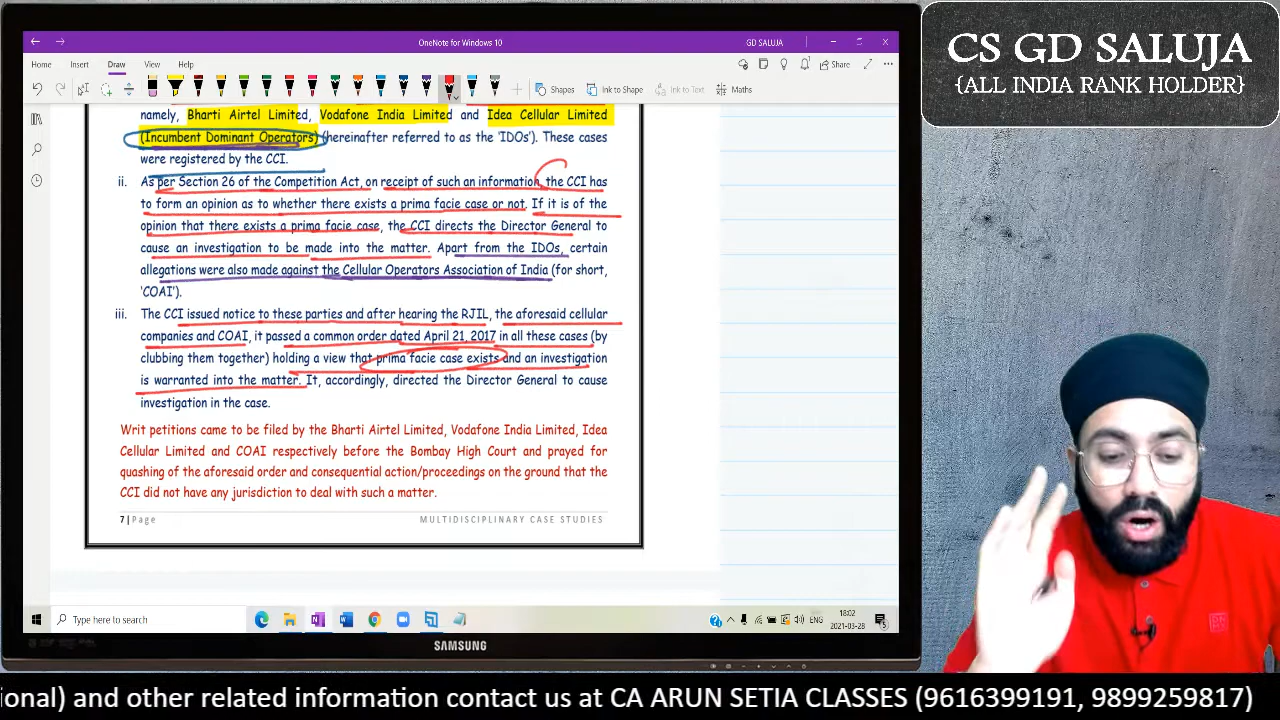 OneNote for Windows 10
GD SALUJA
Home Insert Draw View Help
Share
Shapes
Ink to Shape
Ink to Text
Maths
namely, Bharti Airtel Limited, Vodafone India Limited and Idea Cellular Limited
(Incumbent Dominant Operators) (hereinafter referred to as the 'IDOs'). These cases
were registered by the CCI.
ii. As per Section 26 of the Competition Act, on receipt of such an information, the CCI has
to form an opinion as to whether there exists a prima facie case or not. If it is of the
opinion that there exists a prima facie case, the CCI directs the Director General to
cause an investigation to be made into the matter. Apart from the IDOs, certain
allegations were also made against the Cellular Operators Association of India (for short,
'COAI').
iii. The CCI issued notice to these parties and after hearing the RJIL, the aforesaid cellular
companies and COAI, it passed a common order dated April 21, 2017 in all these cases (by
clubbing them together) holding a view that prima facie case exists and an investigation
is warranted into the matter. It, accordingly, directed the Director General to cause
investigation in the case.
Writ petitions came to be filed by the Bharti Airtel Limited, Vodafone India Limited, Idea
Cellular Limited and COAI respectively before the Bombay High Court and prayed for
quashing of the aforesaid order and consequential action/proceedings on the ground that the
CCI did not have any jurisdiction to deal with such a matter.
7|Page MULTIDISCIPLINARY CASE STUDIES
Type here to search
ENG
18:02
2021-03-28
SAMSUNG
CS GD SALUJA
{ALL INDIA RANK HOLDER}
ional) and other related information contact us at CA ARUN SETIA CLASSES (9616399191, 9899259817)